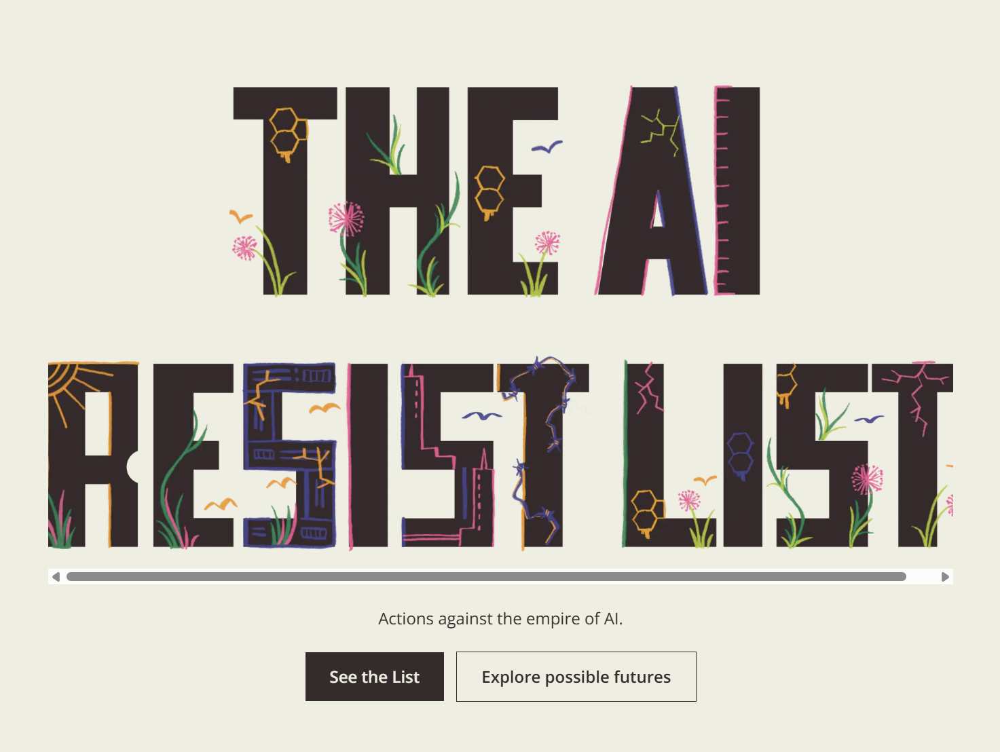 THE AI
RESIST LIST
Actions against the empire of AI.
See the List
Explore possible futures